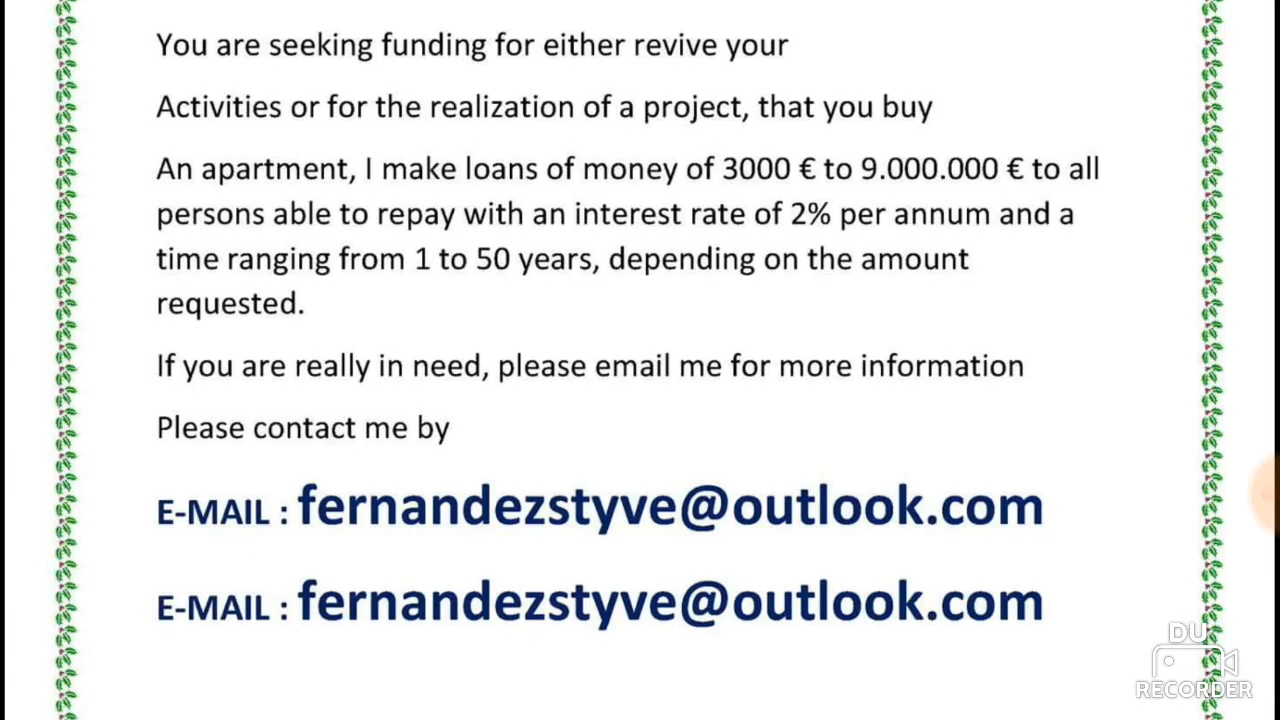 You are seeking funding for either revive your
Activities or for the realization of a project, that you buy
An apartment, I make loans of money of 3000 € to 9.000.000 € to all
persons able to repay with an interest rate of 2% per annum and a
time ranging from 1 to 50 years, depending on the amount
requested.
If you are really in need, please email me for more information
Please contact me by
E-MAIL : fernandezstyve@outlook.com
E-MAIL : fernandezstyve@outlook.com
DU
RECORDER